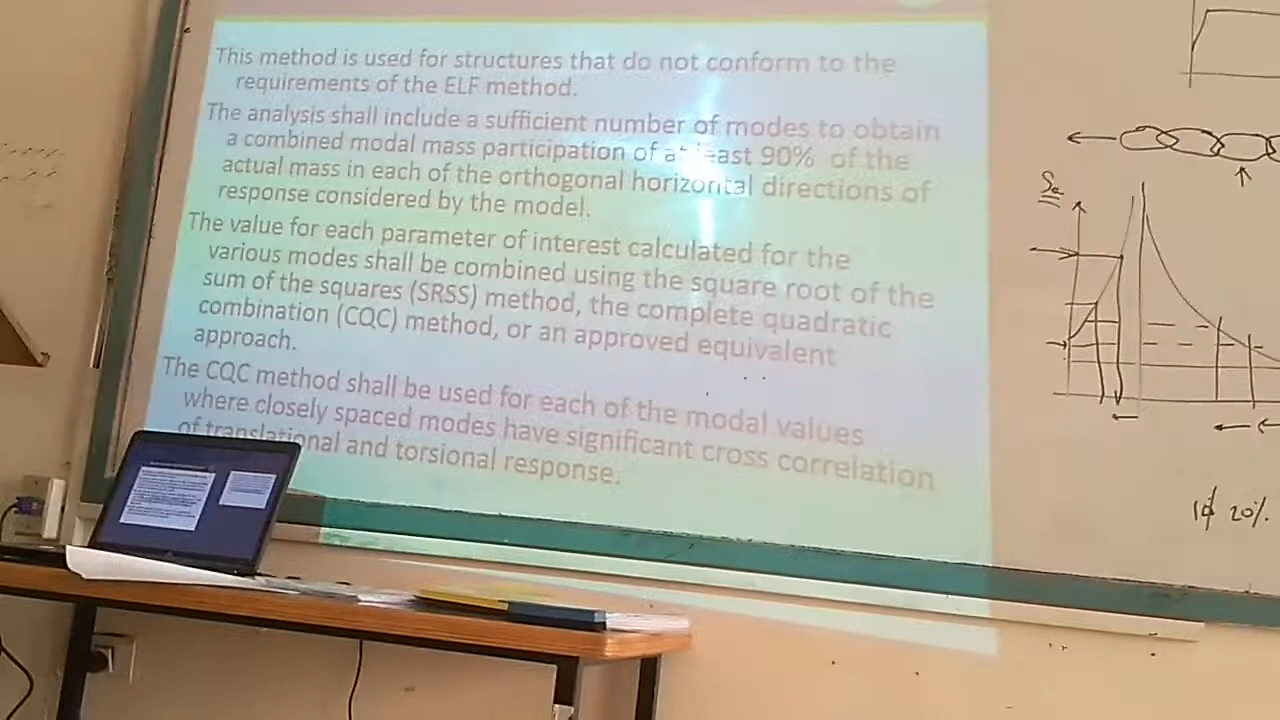 This method is used for structures that do not conform to the
requirements of the ELF method.
The analysis shall include a sufficient number of modes to obtain
a combined modal mass participation of at least 90% of the
actual mass in each of the orthogonal horizontal directions of
response considered by the model.
The value for each parameter of interest calculated for the
various modes shall be combined using the square root of the
sum of the squares (SRSS) method, the complete quadratic
combination (CQC) method, or an approved equivalent
approach.
The CQC method shall be used for each of the modal values
where closely spaced modes have significant cross correlation
of translational and torsional response.
Sa
20%